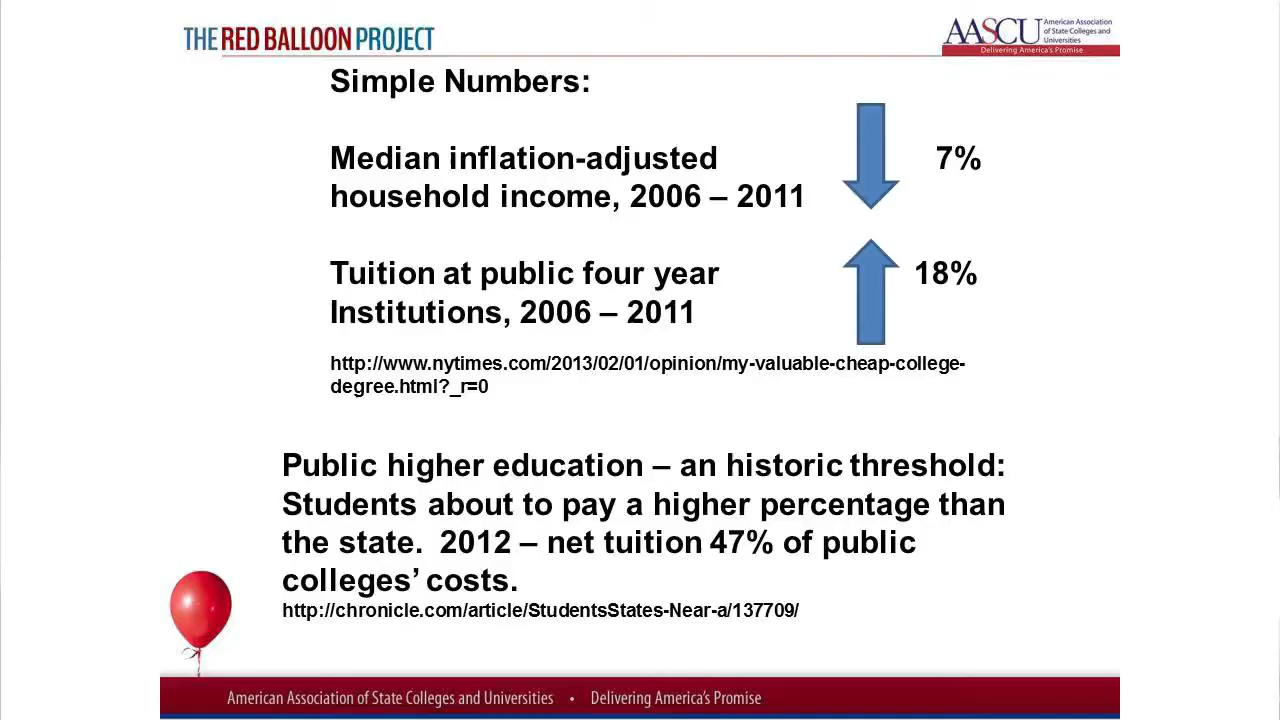 THE RED BALLOON PROJECT
AASCU
American Association
of State Colleges and
Universities
Delivering America's Promise
Simple Numbers:
Median inflation-adjusted
household income, 2006 – 2011
7%
Tuition at public four year
Institutions, 2006 – 2011
18%
http://www.nytimes.com/2013/02/01/opinion/my-valuable-cheap-college-
degree.html?_r=0
Public higher education – an historic threshold:
Students about to pay a higher percentage than
the state.  2012 – net tuition 47% of public
colleges’ costs.
http://chronicle.com/article/StudentsStates-Near-a/137709/
American Association of State Colleges and Universities • Delivering America's Promise